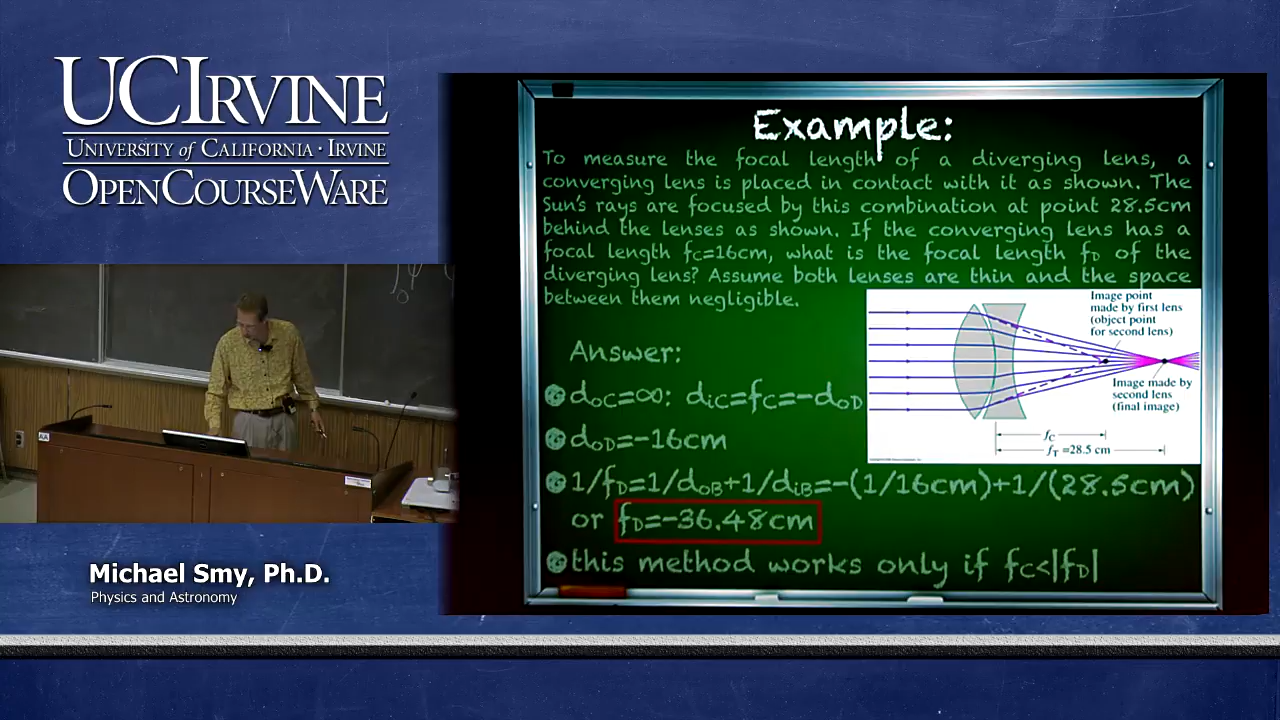 UCIRVINE
UNIVERSITY of CALIFORNIA · IRVINE
OPENCOURSEWARE
Michael Smy, Ph.D.
Physics and Astronomy
Example:
To measure the focal length of a diverging lens, a
converging lens is placed in contact with it as shown. The
Sun's rays are focused by this combination at point 28.5cm
behind the lenses as shown. If the converging lens has a
focal length fC=16cm, what is the focal length fD of the
diverging lens? Assume both lenses are thin and the space
between them negligible.
Image point
made by first lens
(object point
for second lens)
Image made by
second lens
(final image)
fC
fT =28.5 cm
Answer:
doC=∞: diC=fC=-doD
doD=-16cm
1/fD=1/doB+1/diB=-(1/16cm)+1/(28.5cm)
or fD=-36.48cm
this method works only if fC<|fD|